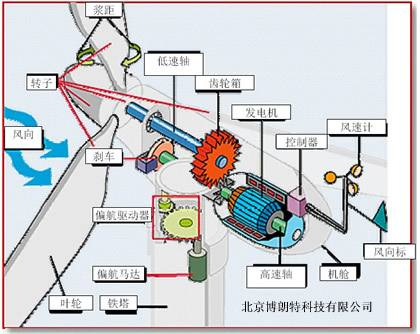 浆距
低速轴
齿轮箱
转子
发电机
风速计
控制器
风向
刹车
偏航驱动器
风向标
偏航马达
高速轴
机舱
叶轮
铁塔
北京博朗特科技有限公司